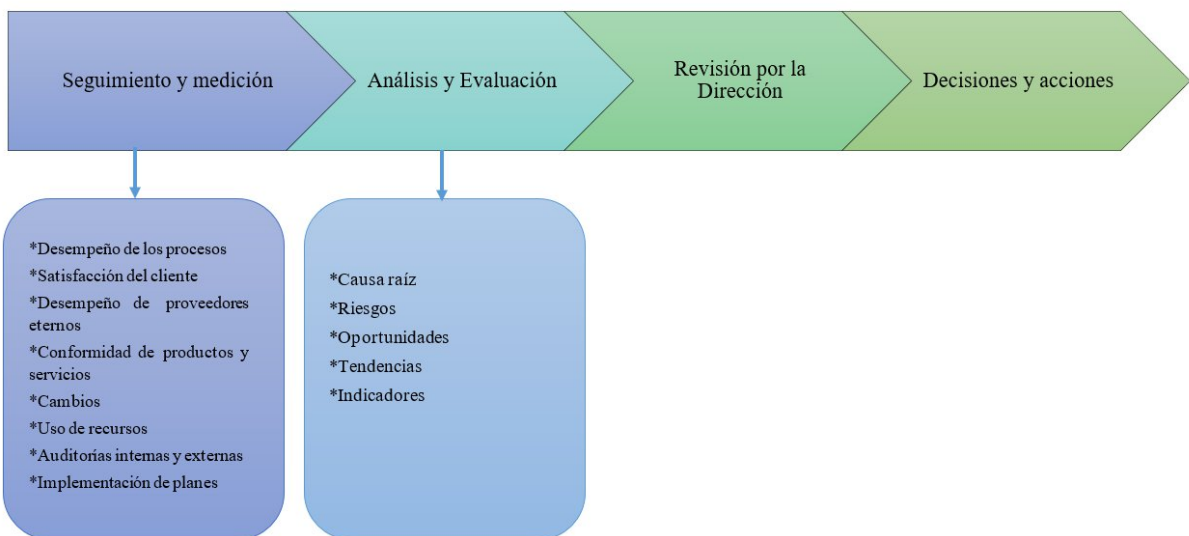 Seguimiento y medición
Análisis y Evaluación
Revisión por la
Dirección
Decisiones y acciones
*Desempeño de los procesos
*Satisfacción del cliente
*Desempeño de proveedores
eternos
*Conformidad de productos y
servicios
*Cambios
*Uso de recursos
*Auditorías internas y externas
*Implementación de planes
*Causa raíz
*Riesgos
*Oportunidades
*Tendencias
*Indicadores